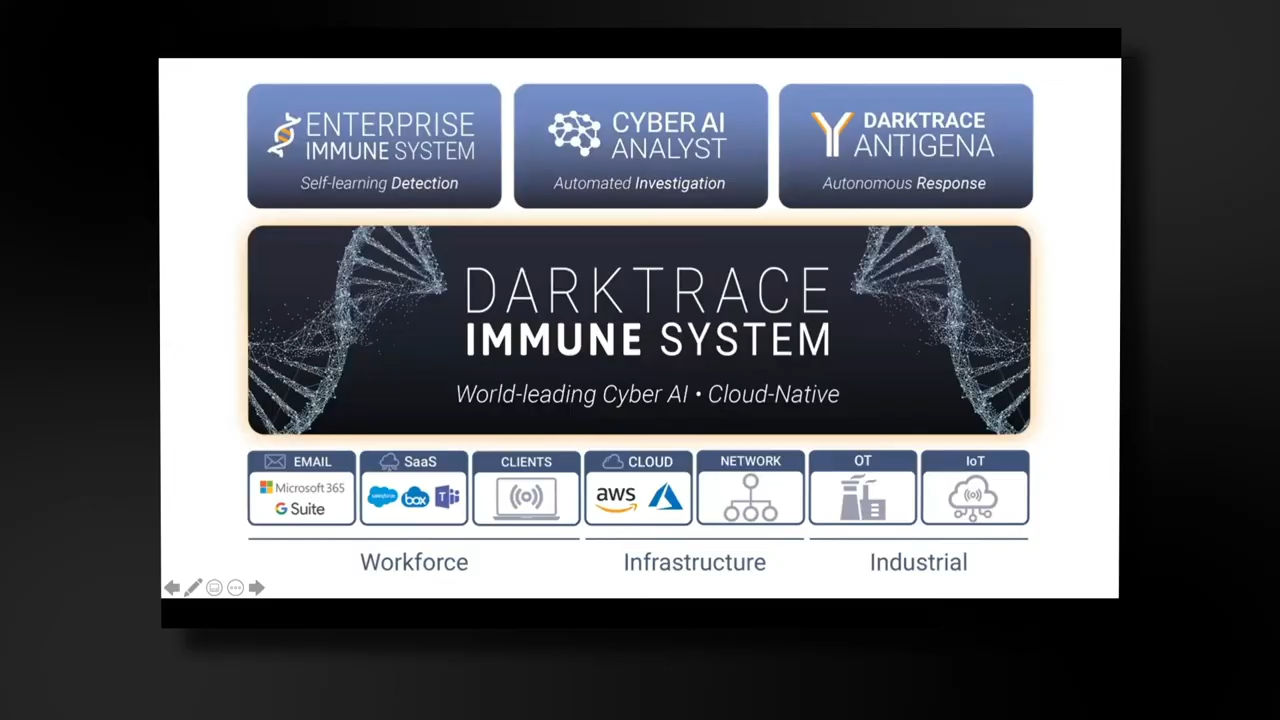 ENTERPRISE
IMMUNE SYSTEM
Self-learning Detection
CYBER AI
ANALYST
Automated Investigation
DARKTRACE
ANTIGENA
Autonomous Response
DARKTRACE
IMMUNE SYSTEM
World-leading Cyber AI • Cloud-Native
EMAIL
Microsoft 365
G Suite
SaaS
salesforce
box
T
CLIENTS
CLOUD
aws
NETWORK
OT
IoT
Workforce
Infrastructure
Industrial